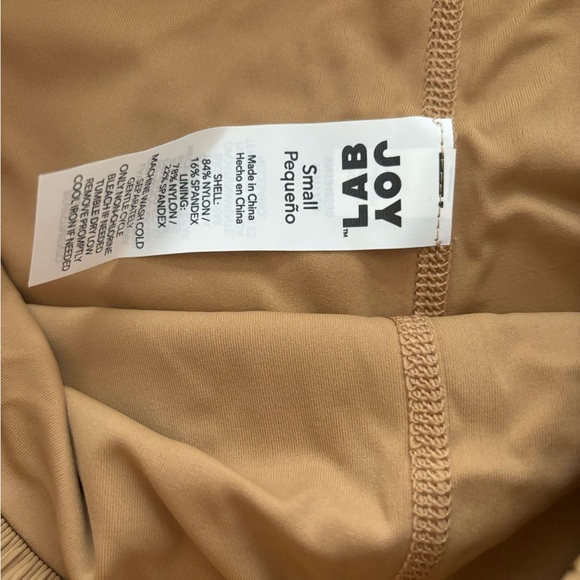 JOY
LAB™
Small
Pequeño
Made in China
Hecho en China
SHELL:
84% NYLON /
16% SPANDEX
LINING:
78% NYLON /
22% SPANDEX
MACHINE WASH COLD
SEPARATELY
GENTLE CYCLE
ONLY NON-CHLORINE
BLEACH IF NEEDED
TUMBLE DRY LOW
REMOVE PROMPTLY
COOL IRON IF NEEDED